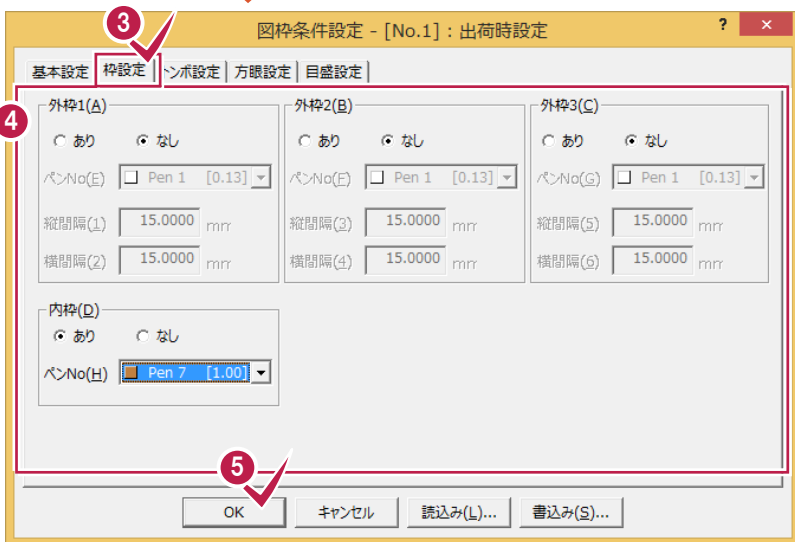 3
図枠条件設定 - [No.1] : 出荷時設定 ? ×
基本設定 枠設定 トンボ設定 方眼設定 目盛設定
4
外枠1(A) 外枠2(B) 外枠3(C)
あり なし あり なし あり なし
ペンNo(E) Pen 1 [0.13] ペンNo(F) Pen 1 [0.13] ペンNo(G) Pen 1 [0.13]
縦間隔(1) 15.0000 mm 縦間隔(3) 15.0000 mm 縦間隔(5) 15.0000 mm
横間隔(2) 15.0000 mm 横間隔(4) 15.0000 mm 横間隔(6) 15.0000 mm
内枠(D)
あり なし
ペンNo(H) Pen 7 [1.00]
5
OK キャンセル 読込み(L)... 書込み(S)...